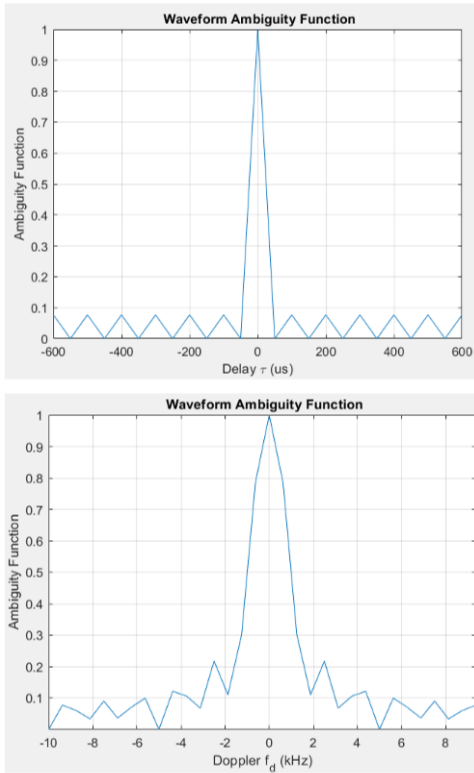 Waveform Ambiguity Function
1
0.9
0.8
0.7
0.6
0.5
0.4
0.3
0.2
0.1
0
Ambiguity Function
-600 -400 -200 0 200 400 600
Delay τ (us)
Waveform Ambiguity Function
1
0.9
0.8
0.7
0.6
0.5
0.4
0.3
0.2
0.1
Ambiguity Function
-10 -8 -6 -4 -2 0 2 4 6 8
Doppler f_d (kHz)